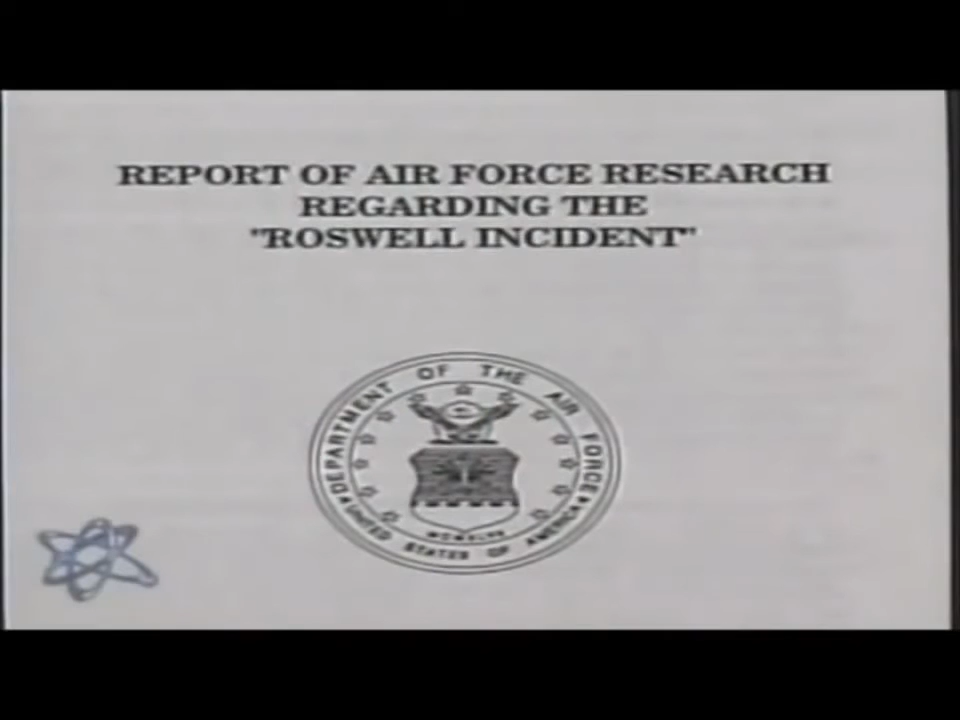 REPORT OF AIR FORCE RESEARCH
REGARDING THE
"ROSWELL INCIDENT"
DEPARTMENT OF THE AIR FORCE
UNITED STATES OF AMERICA